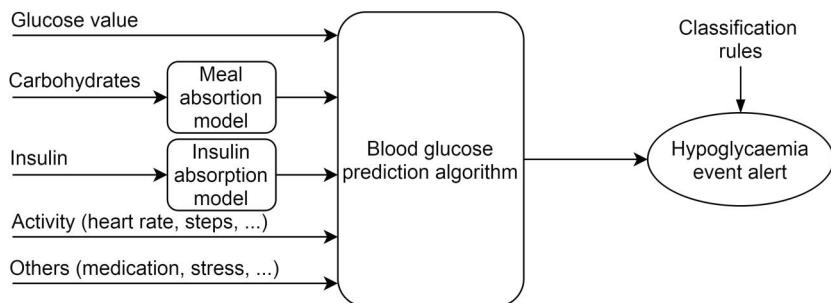 Glucose value
Carbohydrates
Meal
absortion
model
Insulin
Insulin
absorption
model
Activity (heart rate, steps, ...)
Others (medication, stress, ...)
Blood glucose
prediction algorithm
Classification
rules
Hypoglycaemia
event alert